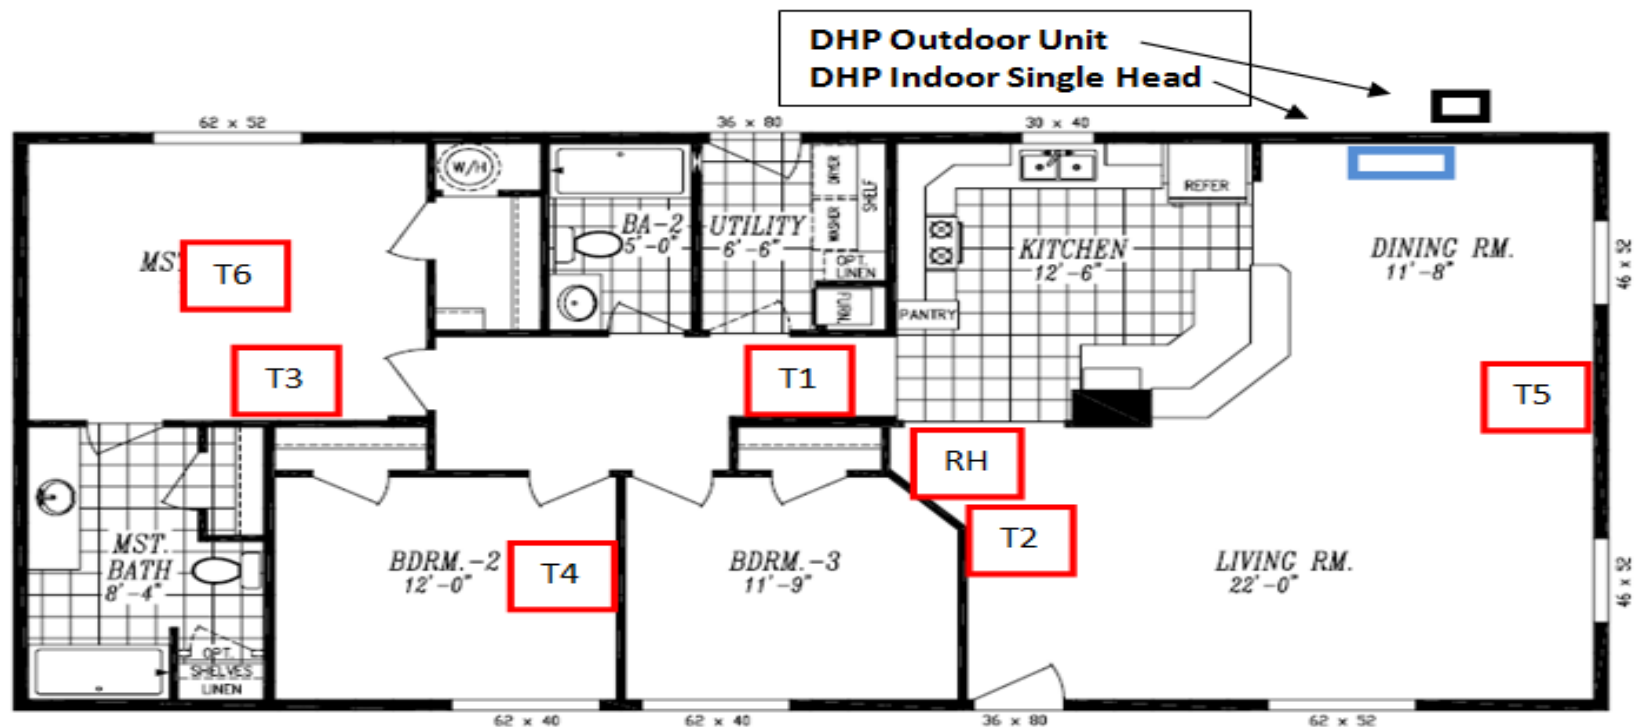 DHP Outdoor Unit
DHP Indoor Single Head
62 x 52
36 x 80
30 x 40
W/H
DRYER
WASHER
SHELF
REFER
MST.
T6
BA-2
5'-0"
UTILITY
6'-6"
OPT.
LINEN
KITCHEN
12'-6"
DINING RM.
11'-8"
46 x 52
FURN.
PANTRY
T3
T1
T5
RH
T2
MST.
BATH
8'-4"
BDRM.-2
12'-0"
T4
BDRM.-3
11'-9"
LIVING RM.
22'-0"
46 x 52
OPT.
SHELVES
LINEN
62 x 40
62 x 40
36 x 80
62 x 52